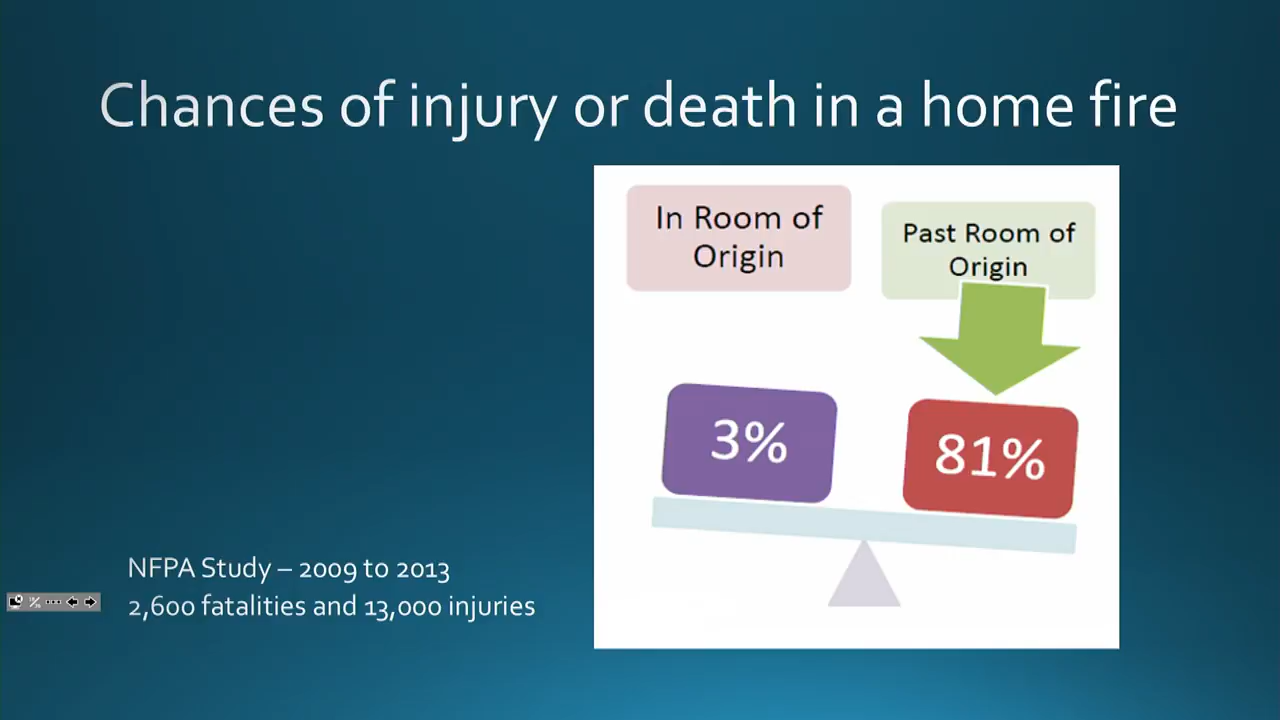 Chances of injury or death in a home fire
In Room of
Origin
Past Room of
Origin
3%
81%
NFPA Study – 2009 to 2013
2,600 fatalities and 13,000 injuries